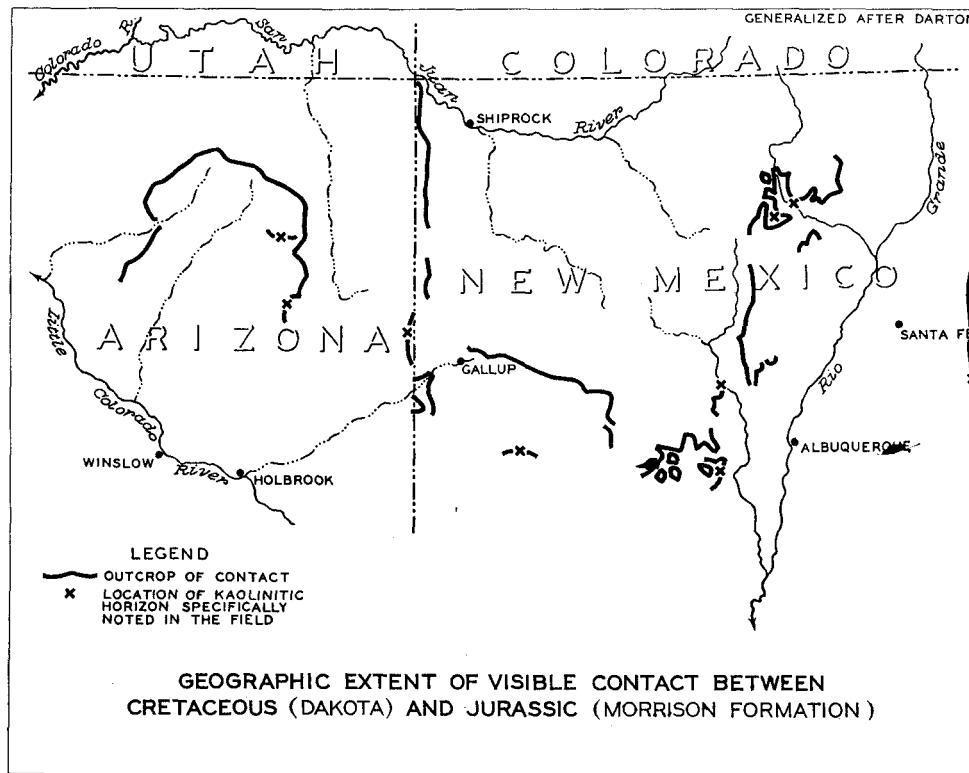 GENERALIZED AFTER DARTON
Colorado R.
San
UTAH
COLORADO
Juan
River
SHIPROCK
Grande
NEW MEXICO
ARIZONA
SANTA FE
Little
GALLUP
Rio
Colorado
ALBUQUERQUE
WINSLOW
River
HOLBROOK
LEGEND
OUTCROP OF CONTACT
x LOCATION OF KAOLINITIC
HORIZON SPECIFICALLY
NOTED IN THE FIELD
GEOGRAPHIC EXTENT OF VISIBLE CONTACT BETWEEN
CRETACEOUS (DAKOTA) AND JURASSIC (MORRISON FORMATION)